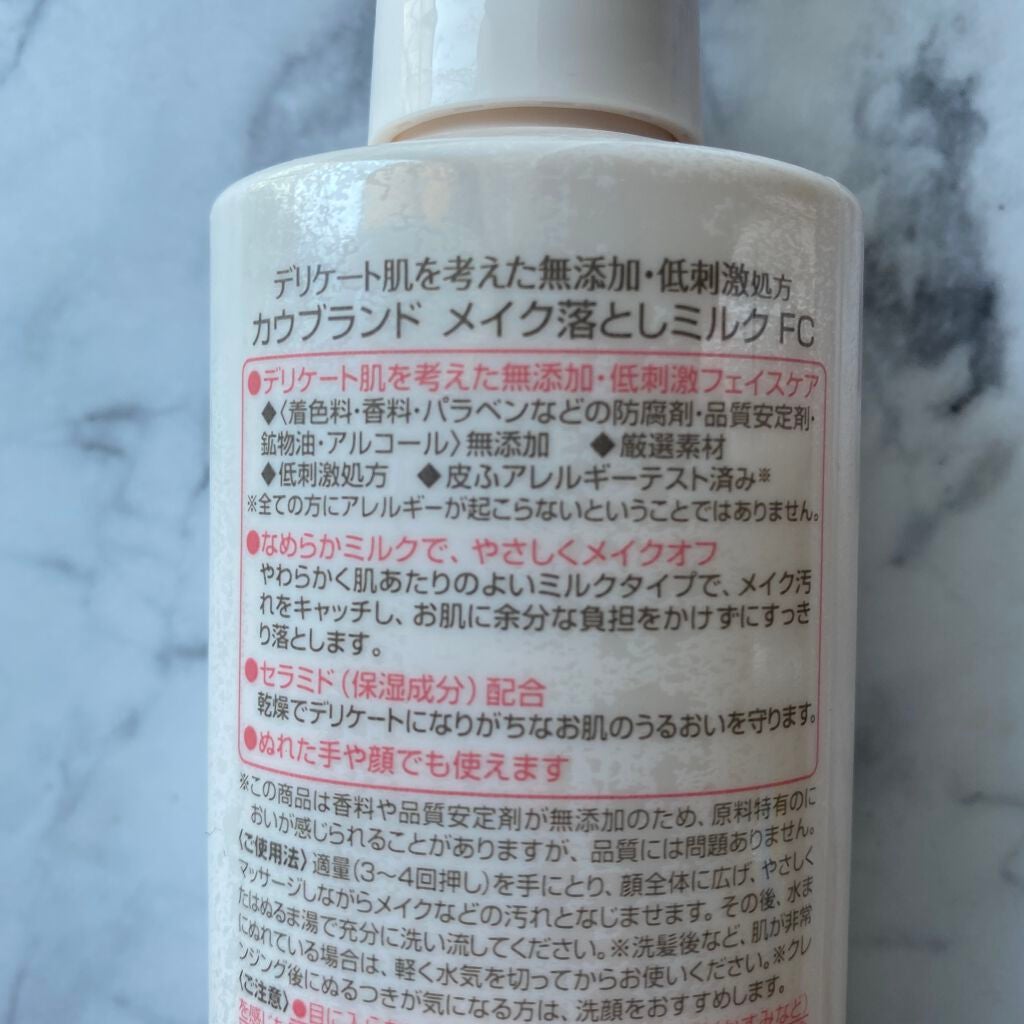 デリケート肌を考えた無添加・低刺激処方
カウブランド メイク落としミルク FC
●デリケート肌を考えた無添加・低刺激フェイスケア
◆〈着色料・香料・パラベンなどの防腐剤・品質安定剤・
鉱物油・アルコール〉無添加 ◆厳選素材
◆低刺激処方 ◆皮ふアレルギーテスト済み※
※全ての方にアレルギーが起こらないということではありません。
●なめらかミルクで、やさしくメイクオフ
やわらかく肌あたりのよいミルクタイプで、メイク汚
れをキャッチし、お肌に余分な負担をかけずにすっき
り落とします。
●セラミド（保湿成分）配合
乾燥でデリケートになりがちなお肌のうるおいを守ります。
●ぬれた手や顔でも使えます
※この商品は香料や品質安定剤が無添加のため、原料特有のに
おいが感じられることがありますが、品質には問題ありません。
〈ご使用法〉適量(3〜4回押し)を手にとり、顔全体に広げ、やさしく
マッサージしながらメイクなどの汚れとなじませます。その後、水ま
たはぬるま湯で充分に洗い流してください。※洗髪後など、肌が非常
にぬれている場合は、軽く水気を切ってからお使いください。※クレ
ンジング後にぬるつきが気になる方は、洗顔をおすすめします。
〈ご注意〉●目に入